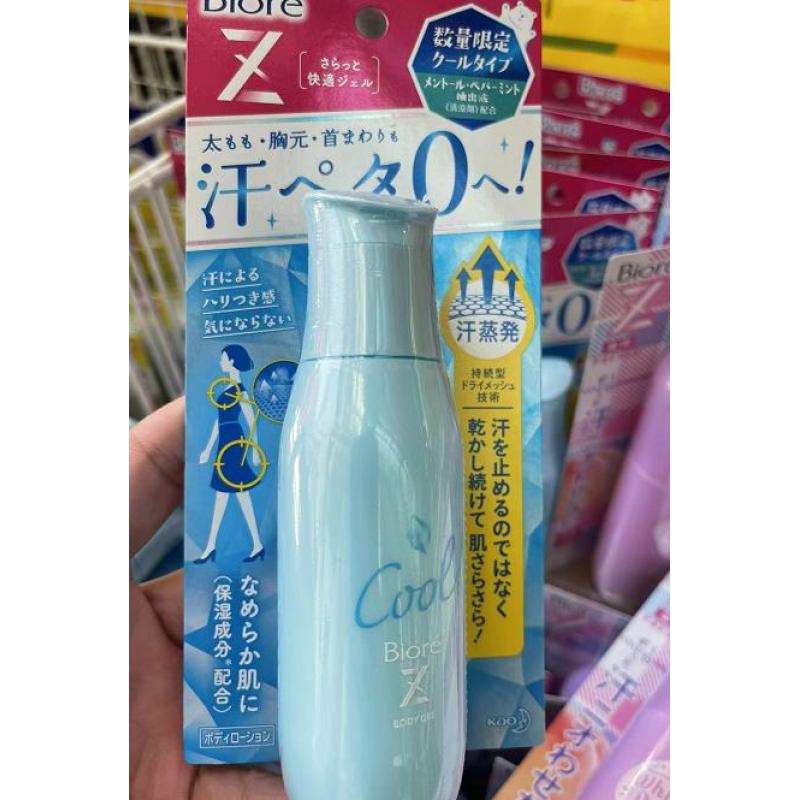 Bioré
Z
さらっと
快適ジェル
数量限定
クールタイプ
メントール・ペパーミント
抽出液
(清涼剤)配合
太もも・胸元・首まわりも
汗ペタ0へ!
汗による
ハリつき感
気にならない
汗蒸発
持続型
ドライメッシュ
技術
汗を止めるのではなく
乾かし続けて 肌さらさら!
なめらか肌に
(保湿成分*配合)
ボディローション
Cool
Bioré
Z
BODY GEL
Kao
Bioré
Z